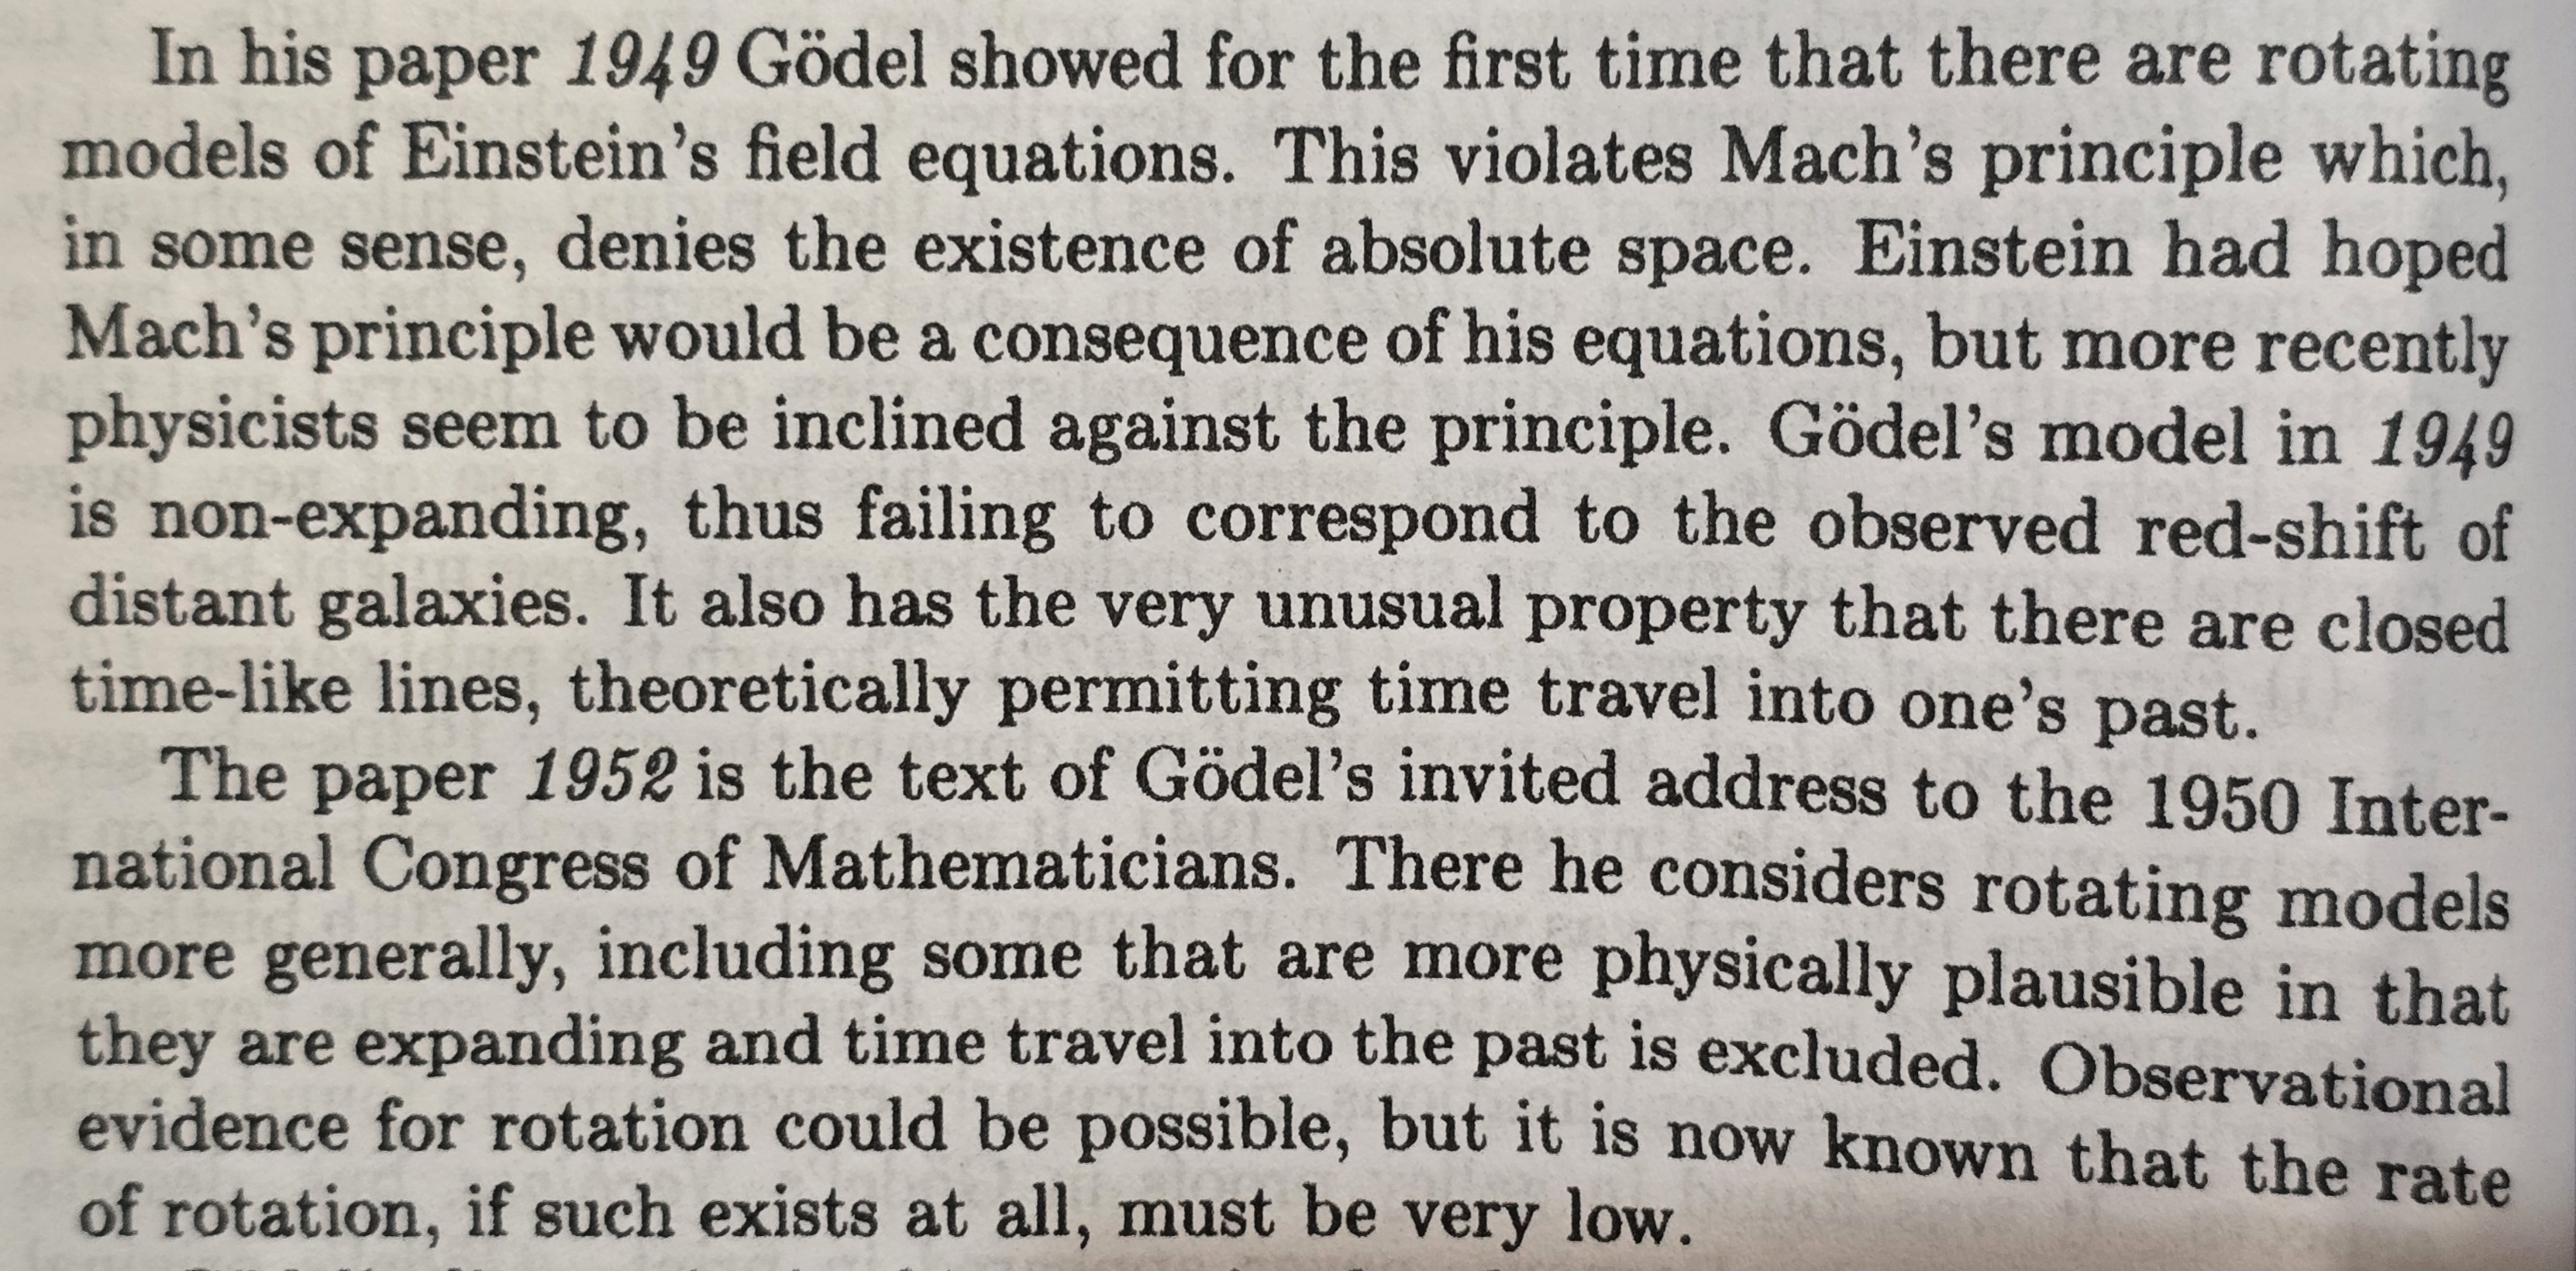 In his paper 1949 Gödel showed for the first time that there are rotating
models of Einstein's field equations. This violates Mach's principle which,
in some sense, denies the existence of absolute space. Einstein had hoped
Mach's principle would be a consequence of his equations, but more recently
physicists seem to be inclined against the principle. Gödel's model in 1949
is non-expanding, thus failing to correspond to the observed red-shift of
distant galaxies. It also has the very unusual property that there are closed
time-like lines, theoretically permitting time travel into one's past.
The paper 1952 is the text of Gödel's invited address to the 1950 Inter-
national Congress of Mathematicians. There he considers rotating models
more generally, including some that are more physically plausible in that
they are expanding and time travel into the past is excluded. Observational
evidence for rotation could be possible, but it is now known that the rate
of rotation, if such exists at all, must be very low.